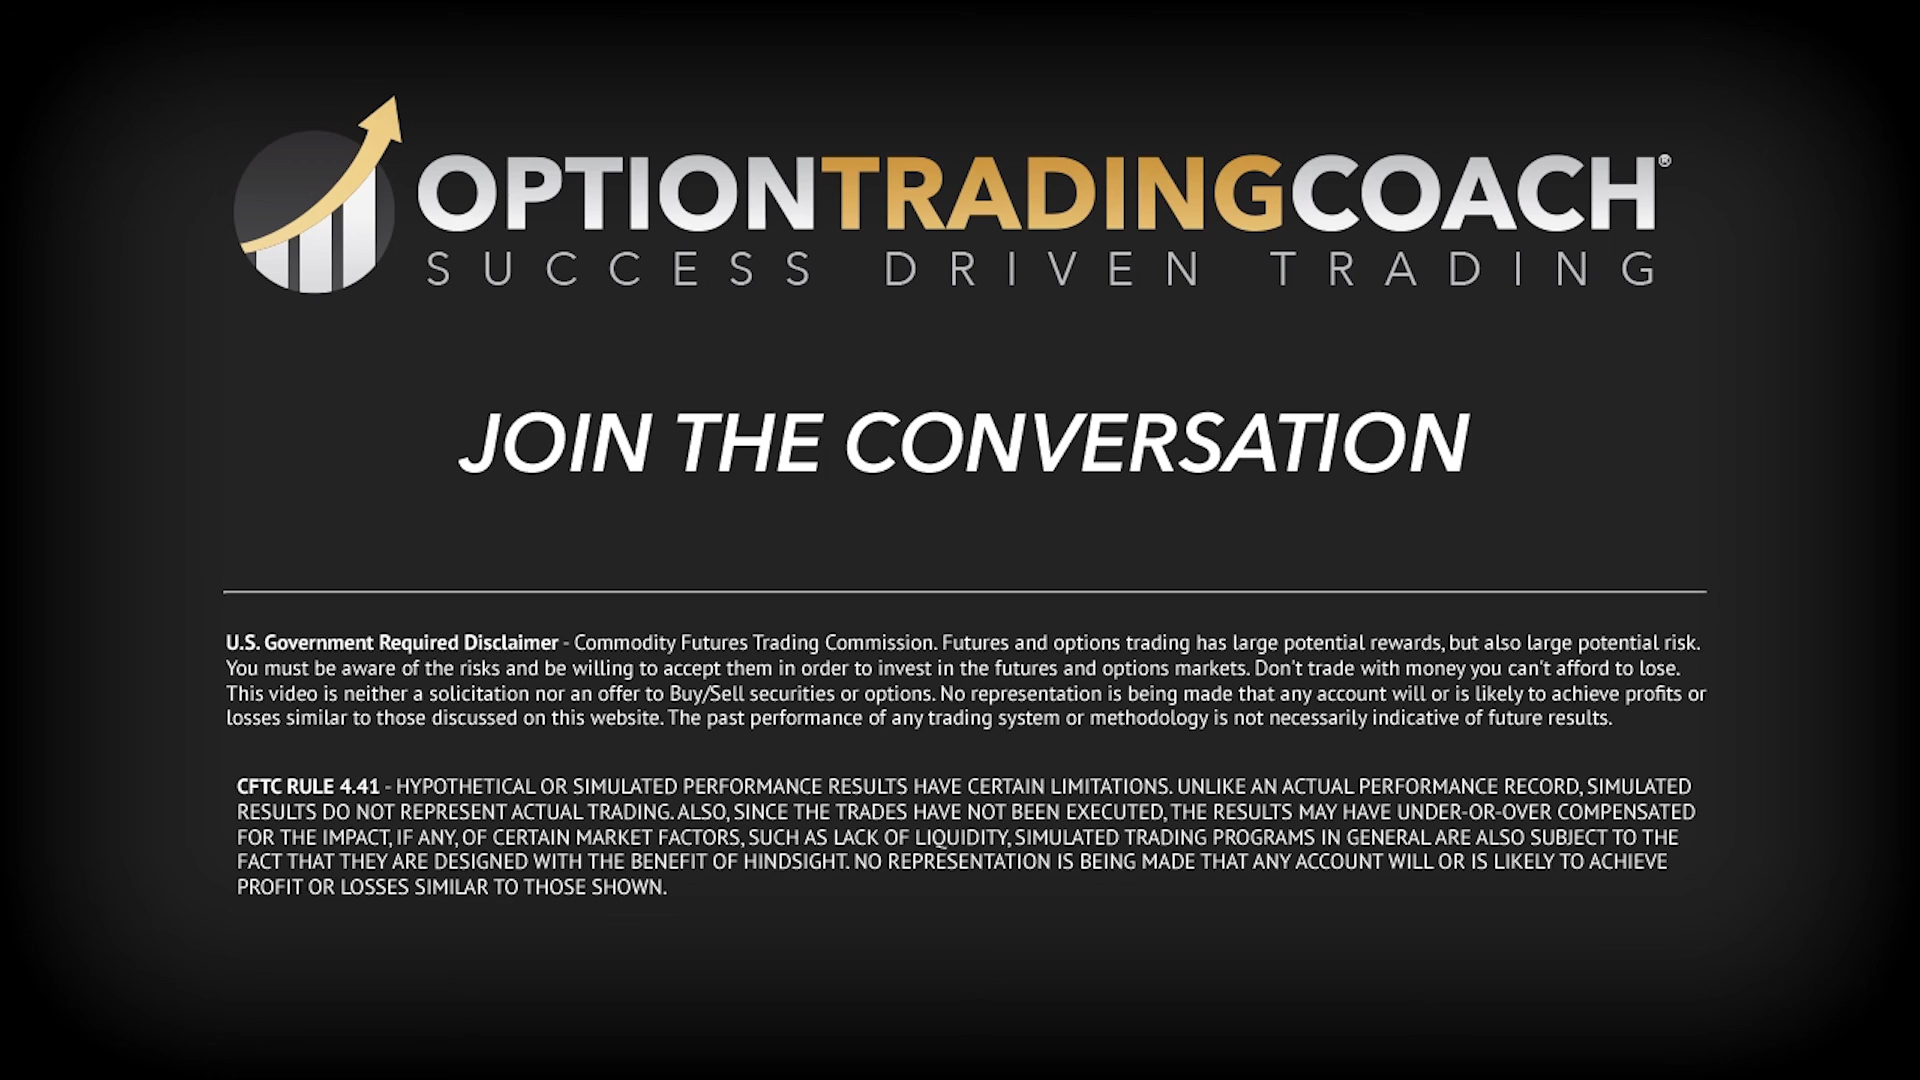 OPTIONTRADINGCOACH®
SUCCESS DRIVEN TRADING
JOIN THE CONVERSATION
U.S. Government Required Disclaimer - Commodity Futures Trading Commission. Futures and options trading has large potential rewards, but also large potential risk.
You must be aware of the risks and be willing to accept them in order to invest in the futures and options markets. Don't trade with money you can't afford to lose.
This video is neither a solicitation nor an offer to Buy/Sell securities or options. No representation is being made that any account will or is likely to achieve profits or
losses similar to those discussed on this website. The past performance of any trading system or methodology is not necessarily indicative of future results.
CFTC RULE 4.41 - HYPOTHETICAL OR SIMULATED PERFORMANCE RESULTS HAVE CERTAIN LIMITATIONS. UNLIKE AN ACTUAL PERFORMANCE RECORD, SIMULATED
RESULTS DO NOT REPRESENT ACTUAL TRADING. ALSO, SINCE THE TRADES HAVE NOT BEEN EXECUTED, THE RESULTS MAY HAVE UNDER-OR-OVER COMPENSATED
FOR THE IMPACT, IF ANY, OF CERTAIN MARKET FACTORS, SUCH AS LACK OF LIQUIDITY, SIMULATED TRADING PROGRAMS IN GENERAL ARE ALSO SUBJECT TO THE
FACT THAT THEY ARE DESIGNED WITH THE BENEFIT OF HINDSIGHT. NO REPRESENTATION IS BEING MADE THAT ANY ACCOUNT WILL OR IS LIKELY TO ACHIEVE
PROFIT OR LOSSES SIMILAR TO THOSE SHOWN.